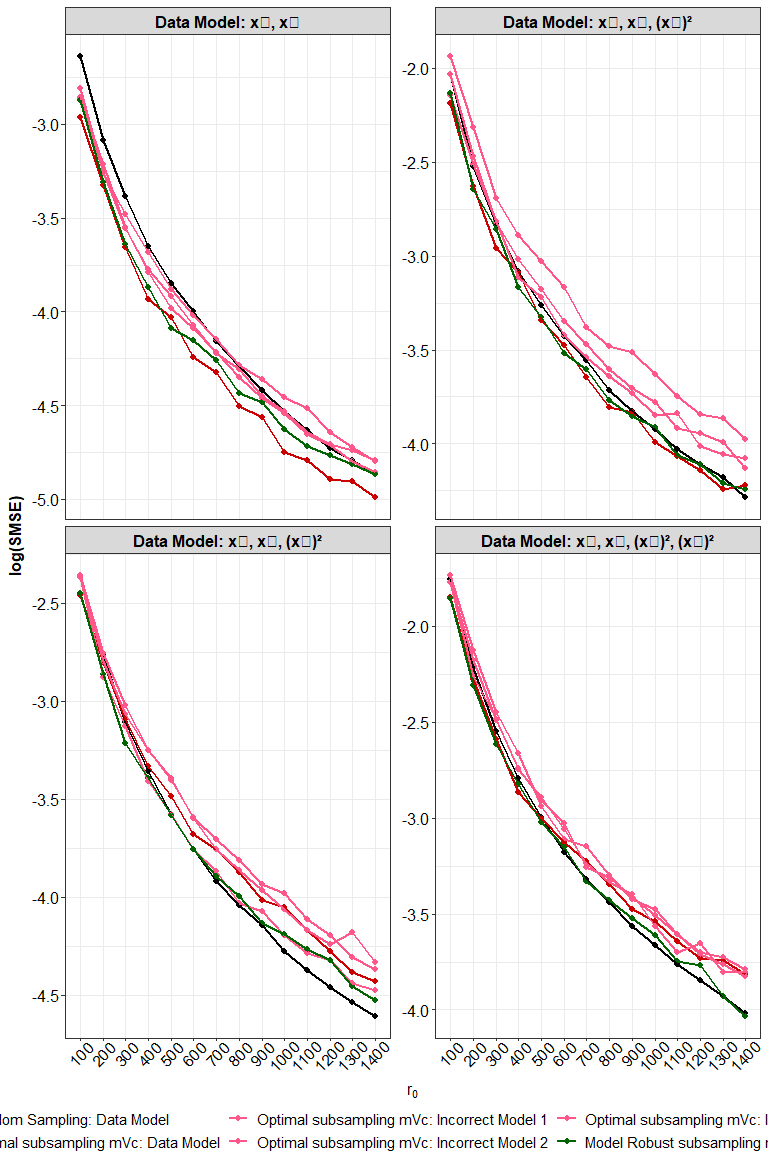 Data Model: x▯, x▯
Data Model: x▯, x▯, (x▯)²
-3.0
-3.5
-4.0
-4.5
-5.0
-2.0
-2.5
-3.0
-3.5
-4.0
log(SMSE)
Data Model: x▯, x▯, (x▯)²
Data Model: x▯, x▯, (x▯)², (x▯)²
-2.5
-3.0
-3.5
-4.0
-4.5
-2.0
-2.5
-3.0
-3.5
-4.0
100 200 300 400 500 600 700 800 900 1000 1100 1200 1300 1400
100 200 300 400 500 600 700 800 900 1000 1100 1200 1300 1400
r₀
Sampling: Data Model
Optimal subsampling mVc: Incorrect Model 1
Optimal subsampling mVc:
subsampling mVc: Data Model
Optimal subsampling mVc: Incorrect Model 2
Model Robust subsampling